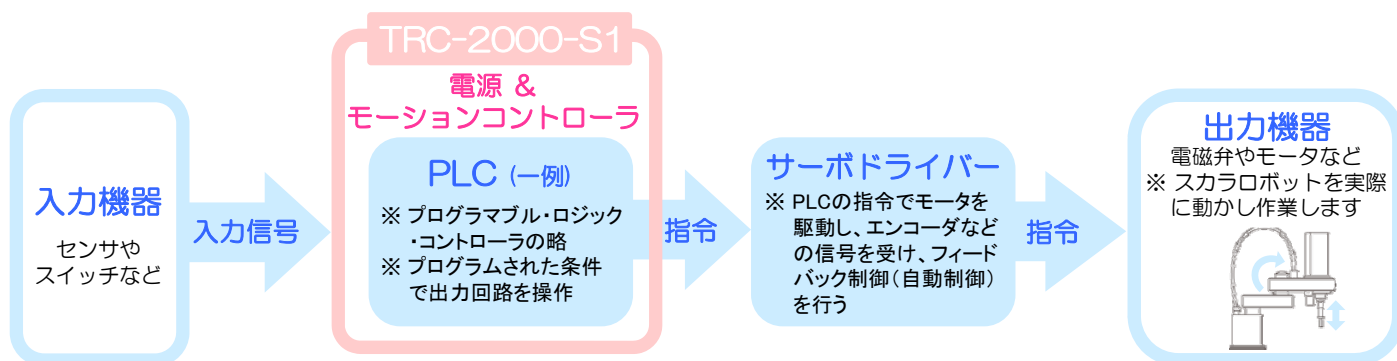 TRC-2000-S1
電源 &
モーションコントローラ
入力機器
センサや
スイッチなど
入力信号
PLC (一例)
※ プログラマブル・ロジック
・コントローラの略
※ プログラムされた条件
で出力回路を操作
指令
サーボドライバー
※ PLCの指令でモータを
駆動し、エンコーダなど
の信号を受け、フィード
バック制御(自動制御)
を行う
指令
出力機器
電磁弁やモータなど
※ スカラロボットを実際
に動かし作業します